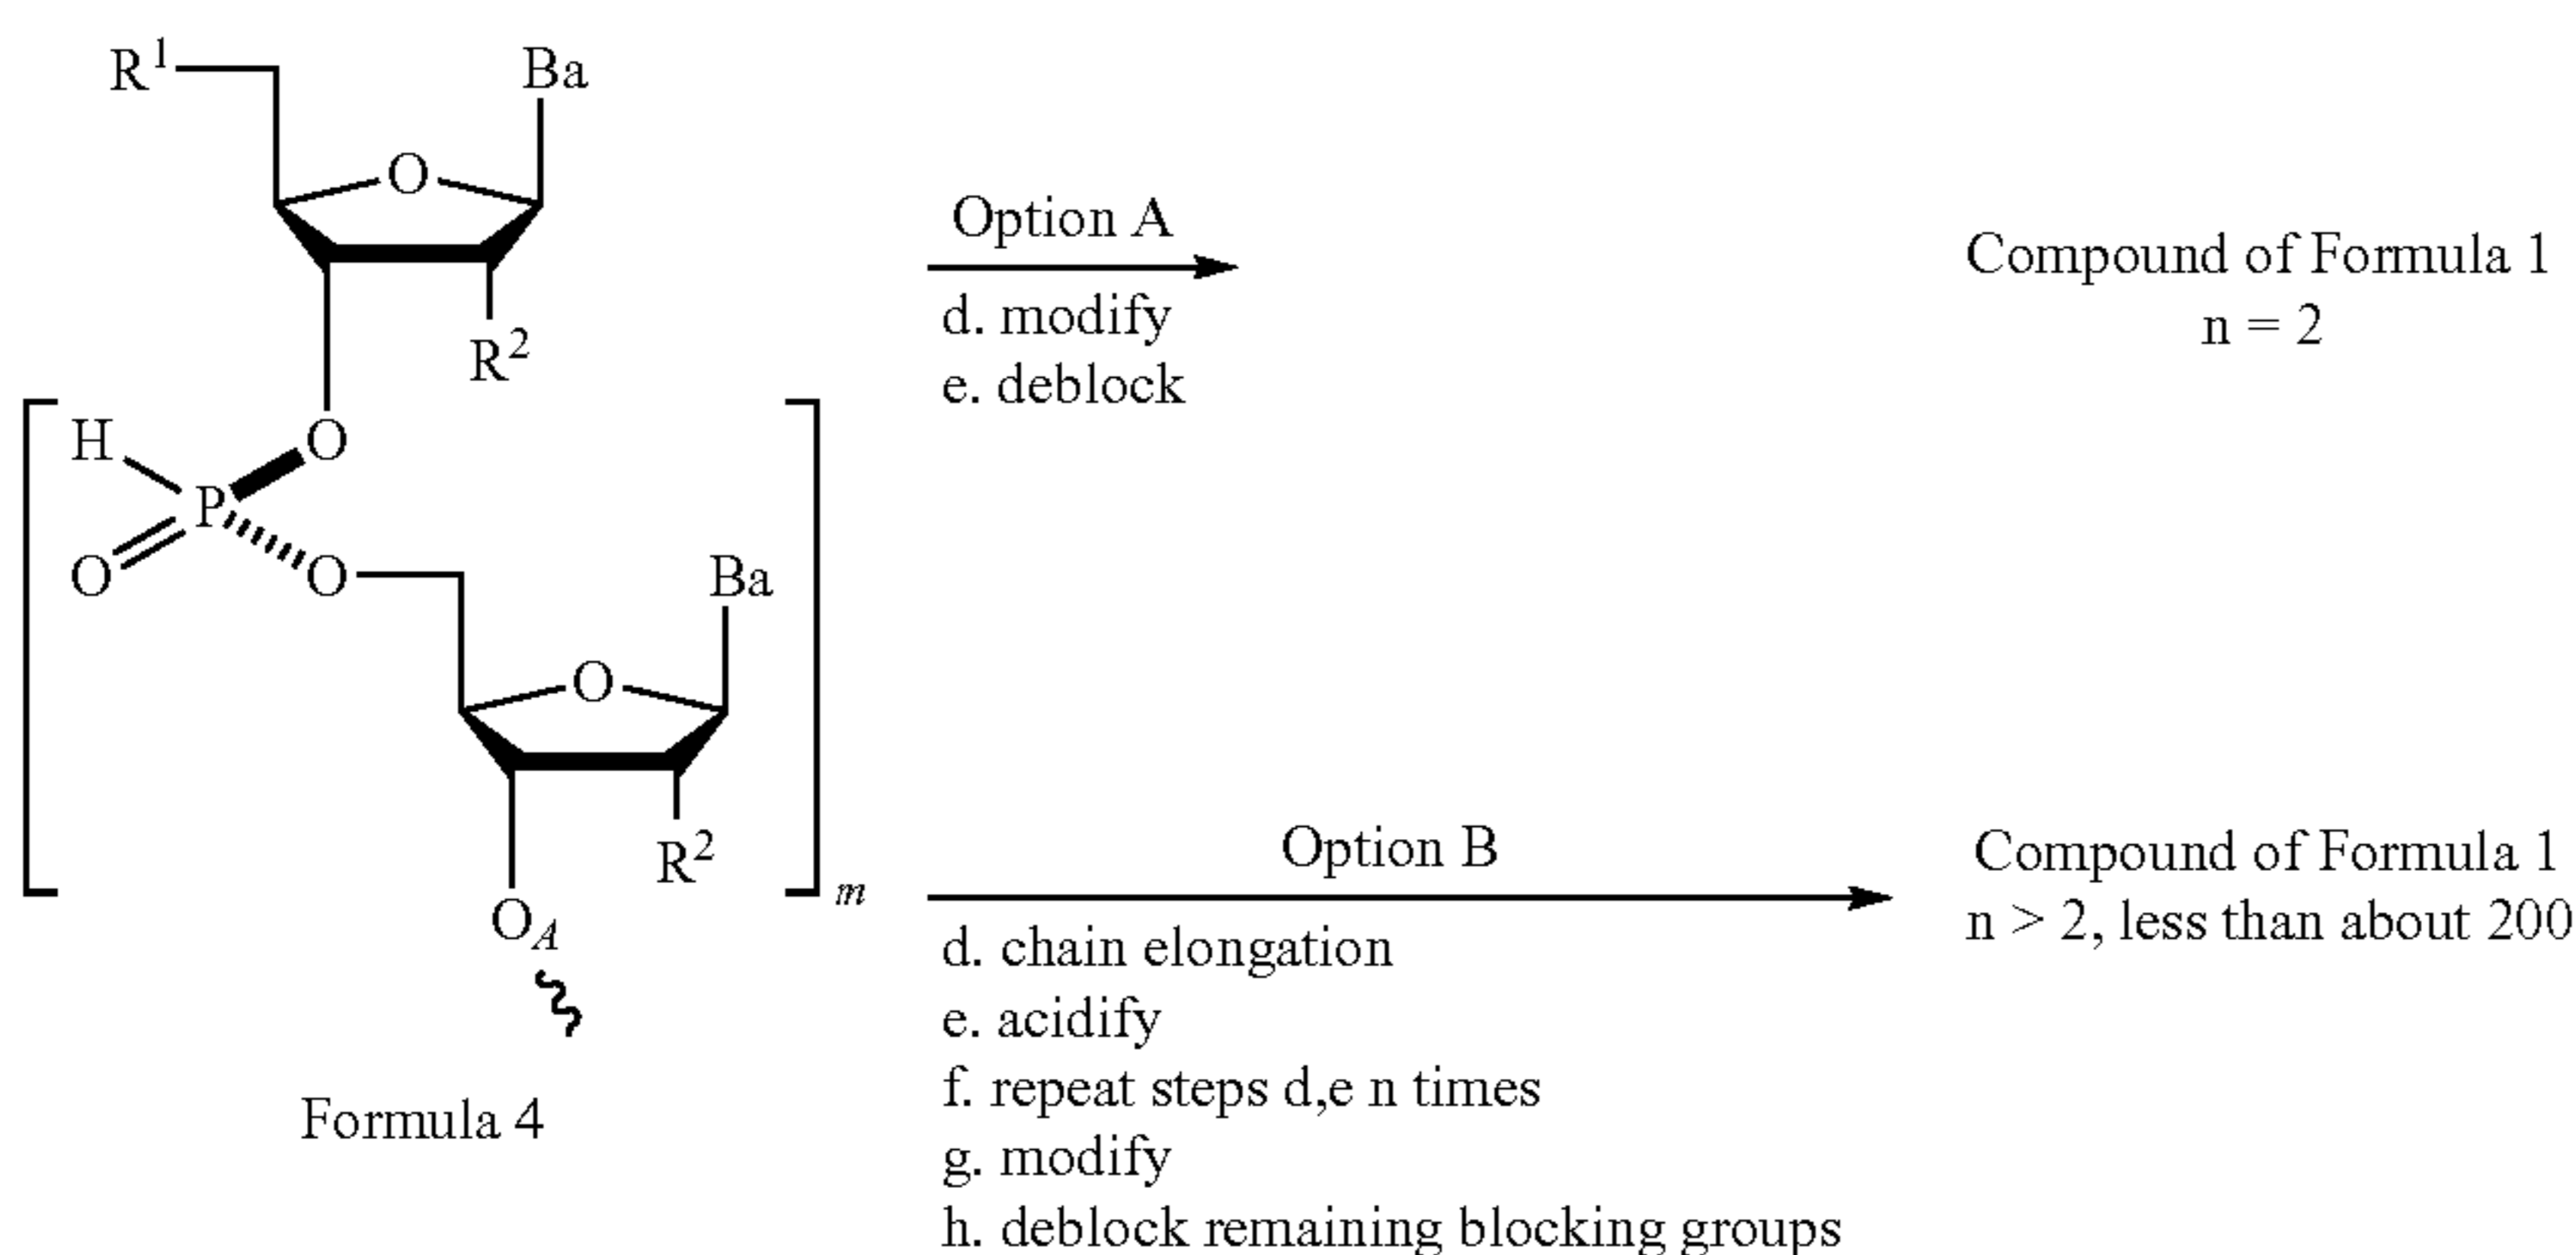 R¹
Ba
O
R²
H
O
P
O
O
Ba
O
R²
m
O_A
Formula 4
Option A
d. modify
e. deblock
Compound of Formula 1
n = 2
Option B
d. chain elongation
e. acidify
f. repeat steps d,e n times
g. modify
h. deblock remaining blocking groups
Compound of Formula 1
n > 2, less than about 200